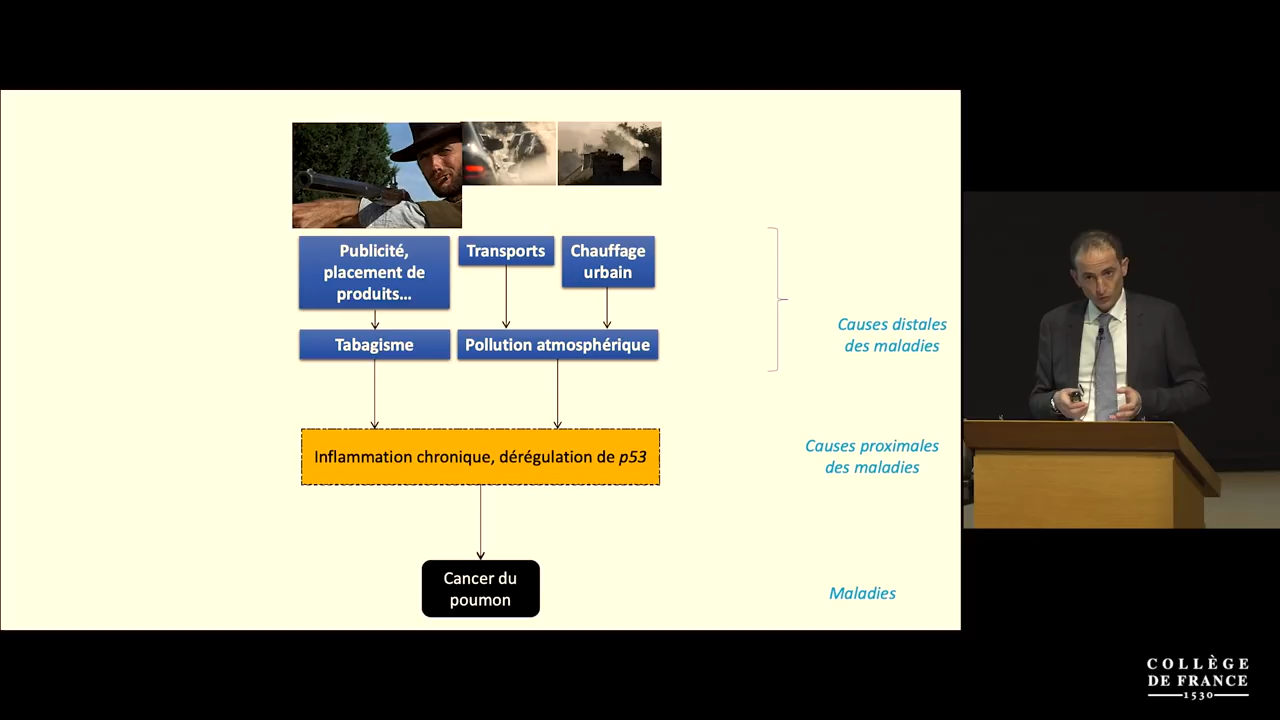 Publicité,
placement de
produits...
Transports
Chauffage
urbain
Tabagisme
Pollution atmosphérique
Causes distales
des maladies
Inflammation chronique, dérégulation de p53
Causes proximales
des maladies
Cancer du
poumon
Maladies
COLLÈGE
DE FRANCE
1530